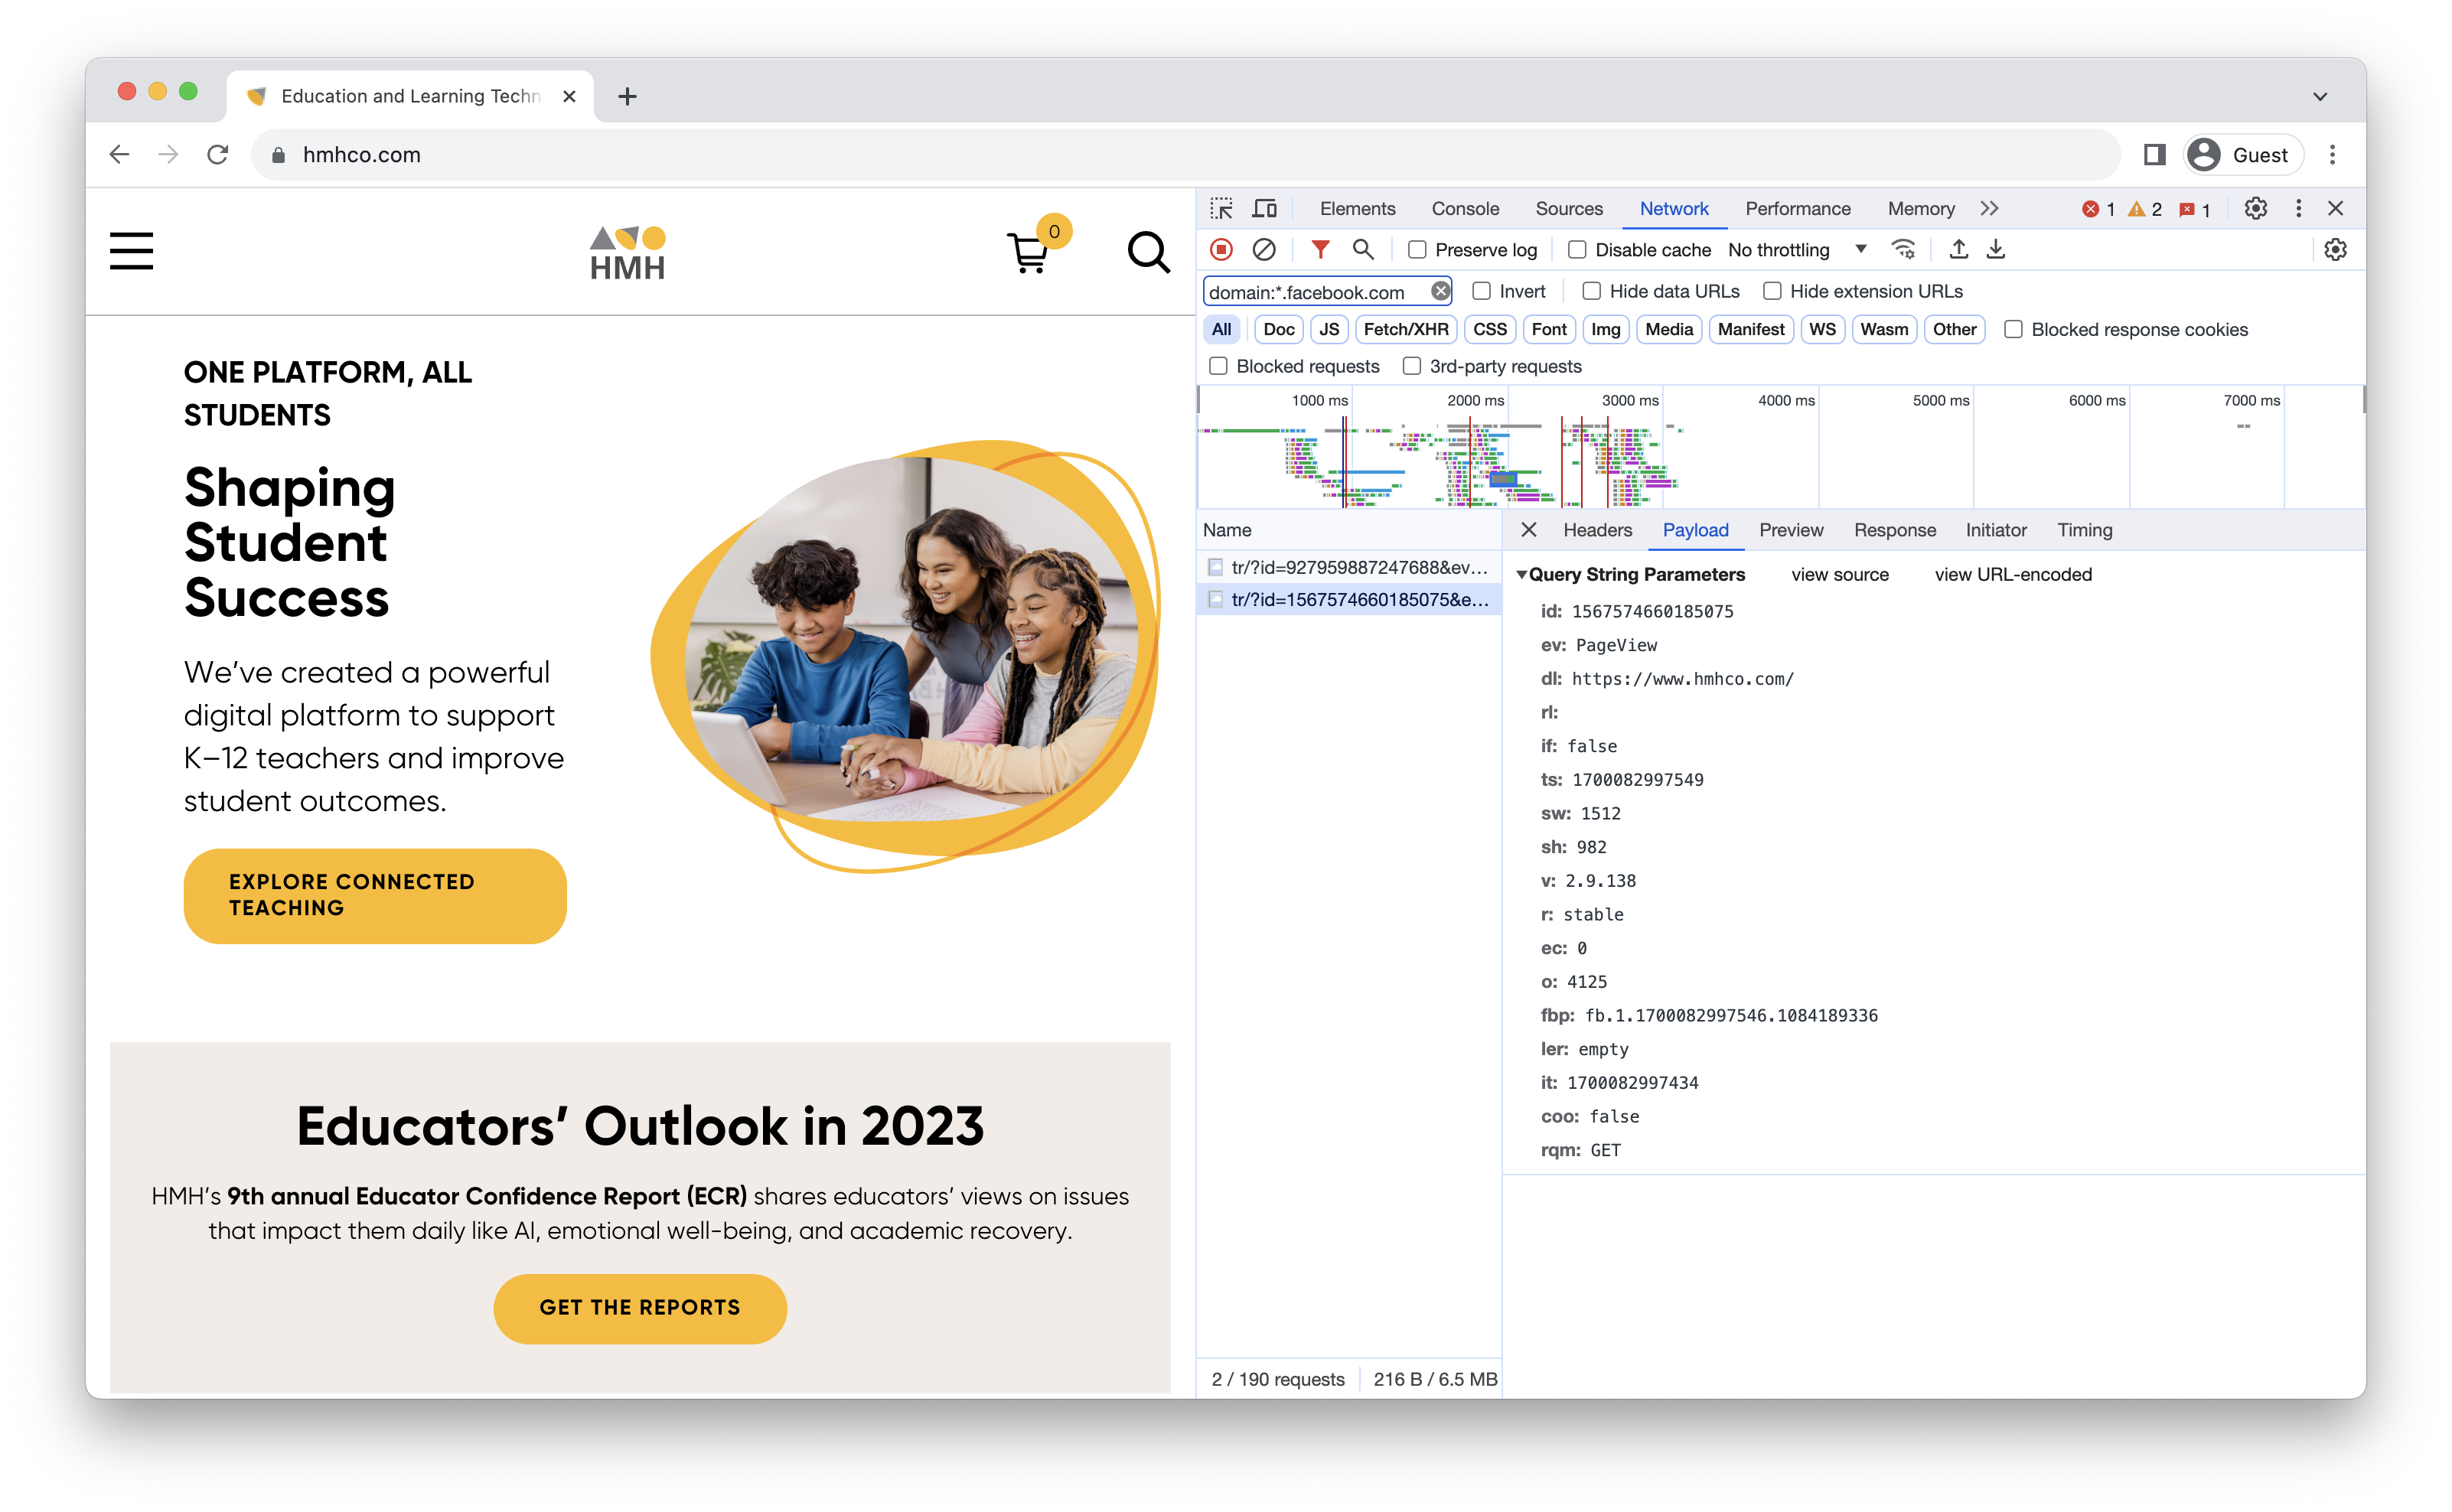 Education and Learning Techn
hmhco.com
Guest
HMH
0
ONE PLATFORM, ALL
STUDENTS
Shaping
Student
Success
We’ve created a powerful
digital platform to support
K–12 teachers and improve
student outcomes.
EXPLORE CONNECTED
TEACHING
Educators’ Outlook in 2023
HMH’s 9th annual Educator Confidence Report (ECR) shares educators’ views on issues
that impact them daily like AI, emotional well-being, and academic recovery.
GET THE REPORTS
Elements Console Sources Network Performance Memory 1 2 1
Preserve log Disable cache No throttling
domain:*.facebook.com Invert Hide data URLs Hide extension URLs
All Doc JS Fetch/XHR CSS Font Img Media Manifest WS Wasm Other Blocked response cookies
Blocked requests 3rd-party requests
1000 ms 2000 ms 3000 ms 4000 ms 5000 ms 6000 ms 7000 ms
Name
tr/?id=927959887247688&ev…
tr/?id=1567574660185075&e…
2 / 190 requests 216 B / 6.5 MB
Headers Payload Preview Response Initiator Timing
Query String Parameters view source view URL-encoded
id: 1567574660185075
ev: PageView
dl: https://www.hmhco.com/
rl:
if: false
ts: 1700082997549
sw: 1512
sh: 982
v: 2.9.138
r: stable
ec: 0
o: 4125
fbp: fb.1.1700082997546.1084189336
ler: empty
it: 1700082997434
coo: false
rqm: GET